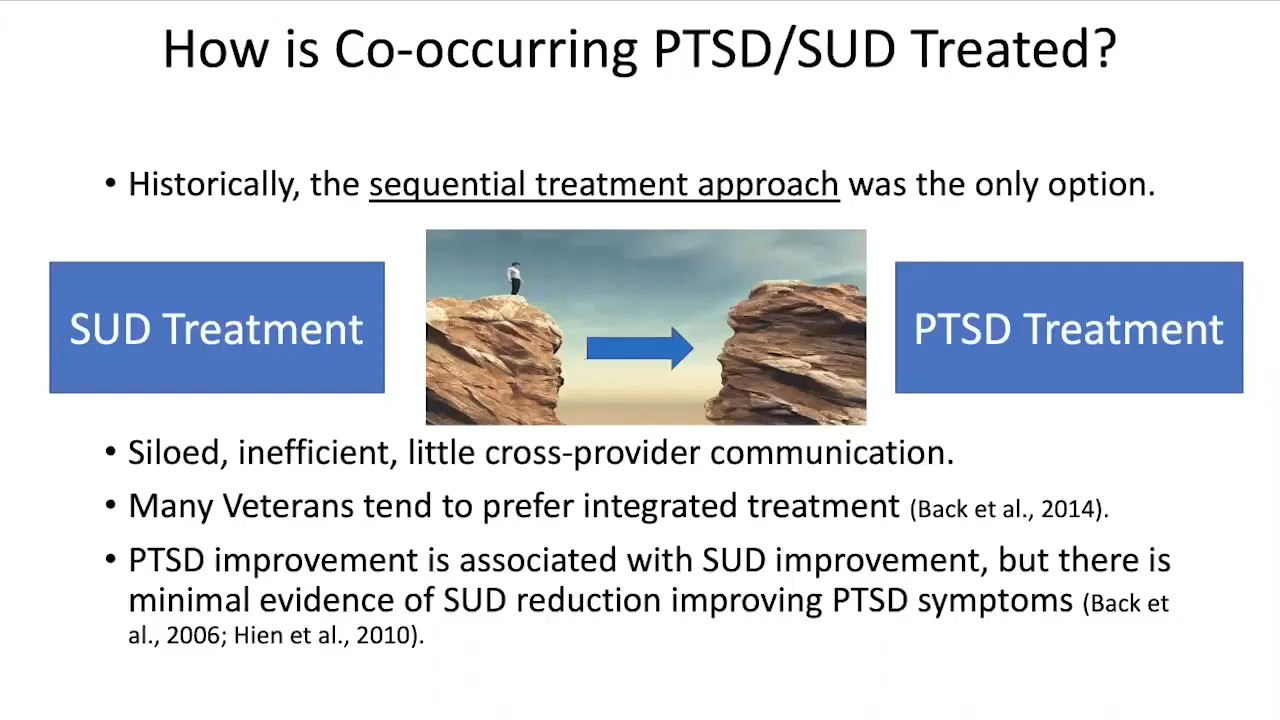 How is Co-occurring PTSD/SUD Treated?
• Historically, the sequential treatment approach was the only option.
SUD Treatment
PTSD Treatment
• Siloed, inefficient, little cross-provider communication.
• Many Veterans tend to prefer integrated treatment (Back et al., 2014).
• PTSD improvement is associated with SUD improvement, but there is
minimal evidence of SUD reduction improving PTSD symptoms (Back et
al., 2006; Hien et al., 2010).